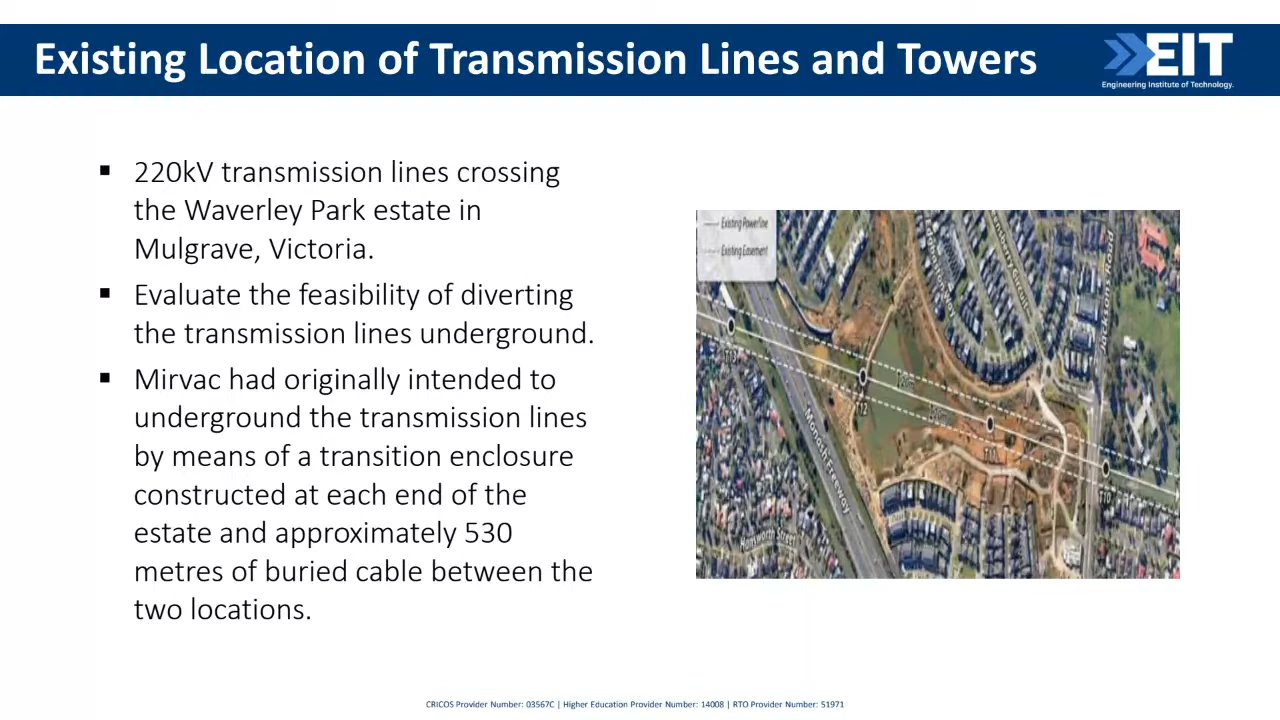 Existing Location of Transmission Lines and Towers
EIT
Engineering Institute of Technology.
▪ 220kV transmission lines crossing
the Waverley Park estate in
Mulgrave, Victoria.
▪ Evaluate the feasibility of diverting
the transmission lines underground.
▪ Mirvac had originally intended to
underground the transmission lines
by means of a transition enclosure
constructed at each end of the
estate and approximately 530
metres of buried cable between the
two locations.
Existing Powerline
Existing Easement
Monash Freeway
T12
T10
Road
CRICOS Provider Number: 03567C | Higher Education Provider Number: 14008 | RTO Provider Number: 51971